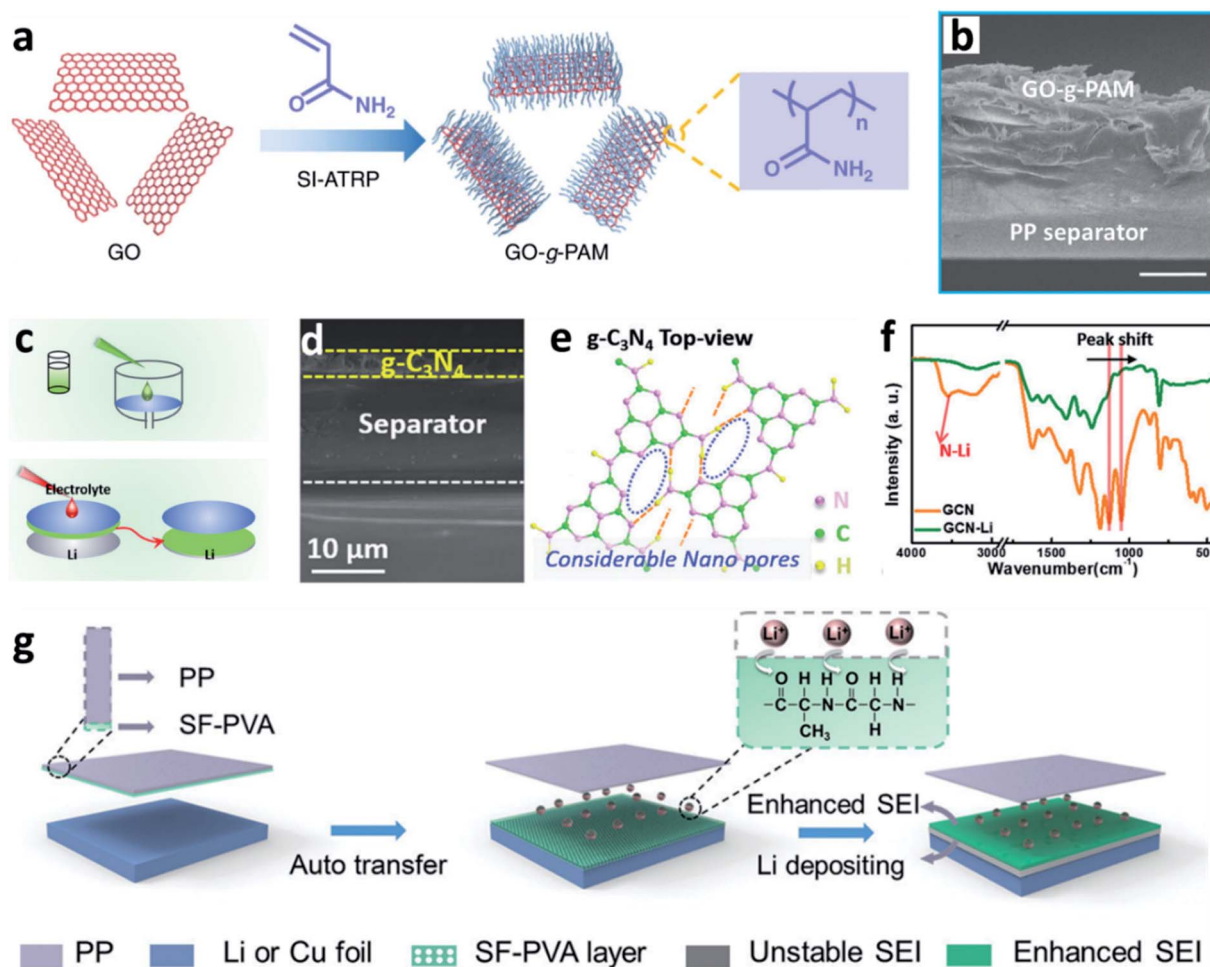 a
O
NH₂
SI-ATRP
GO
GO-g-PAM
n
O
NH₂
b
GO-g-PAM
PP separator
c
Electrolyte
Li
Li
d
g-C₃N₄
Separator
10 µm
e g-C₃N₄ Top-view
N
C
H
Considerable Nano pores
f
Peak shift
N-Li
GCN
GCN-Li
Intensity (a. u.)
4000 3000 1500 1000 500
Wavenumber(cm⁻¹)
g
PP
SF-PVA
Auto transfer
Li⁺ Li⁺ Li⁺
O H H O H H
–C–C–N–C–C–N–
CH₃ H
Enhanced SEI
Li depositing
PP
Li or Cu foil
SF-PVA layer
Unstable SEI
Enhanced SEI